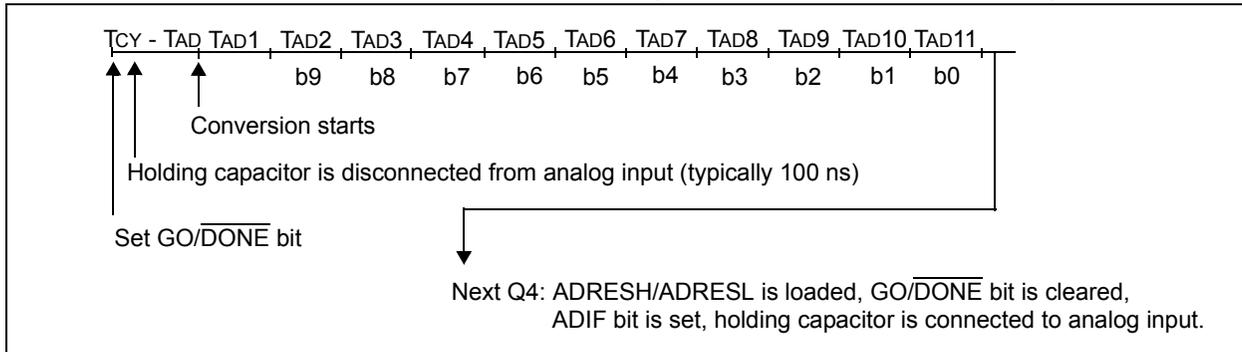 TCY - TAD TAD1 TAD2 TAD3 TAD4 TAD5 TAD6 TAD7 TAD8 TAD9 TAD10 TAD11
b9 b8 b7 b6 b5 b4 b3 b2 b1 b0
Conversion starts
Holding capacitor is disconnected from analog input (typically 100 ns)
Set GO/DONE bit
Next Q4: ADRESH/ADRESL is loaded, GO/DONE bit is cleared,
ADIF bit is set, holding capacitor is connected to analog input.